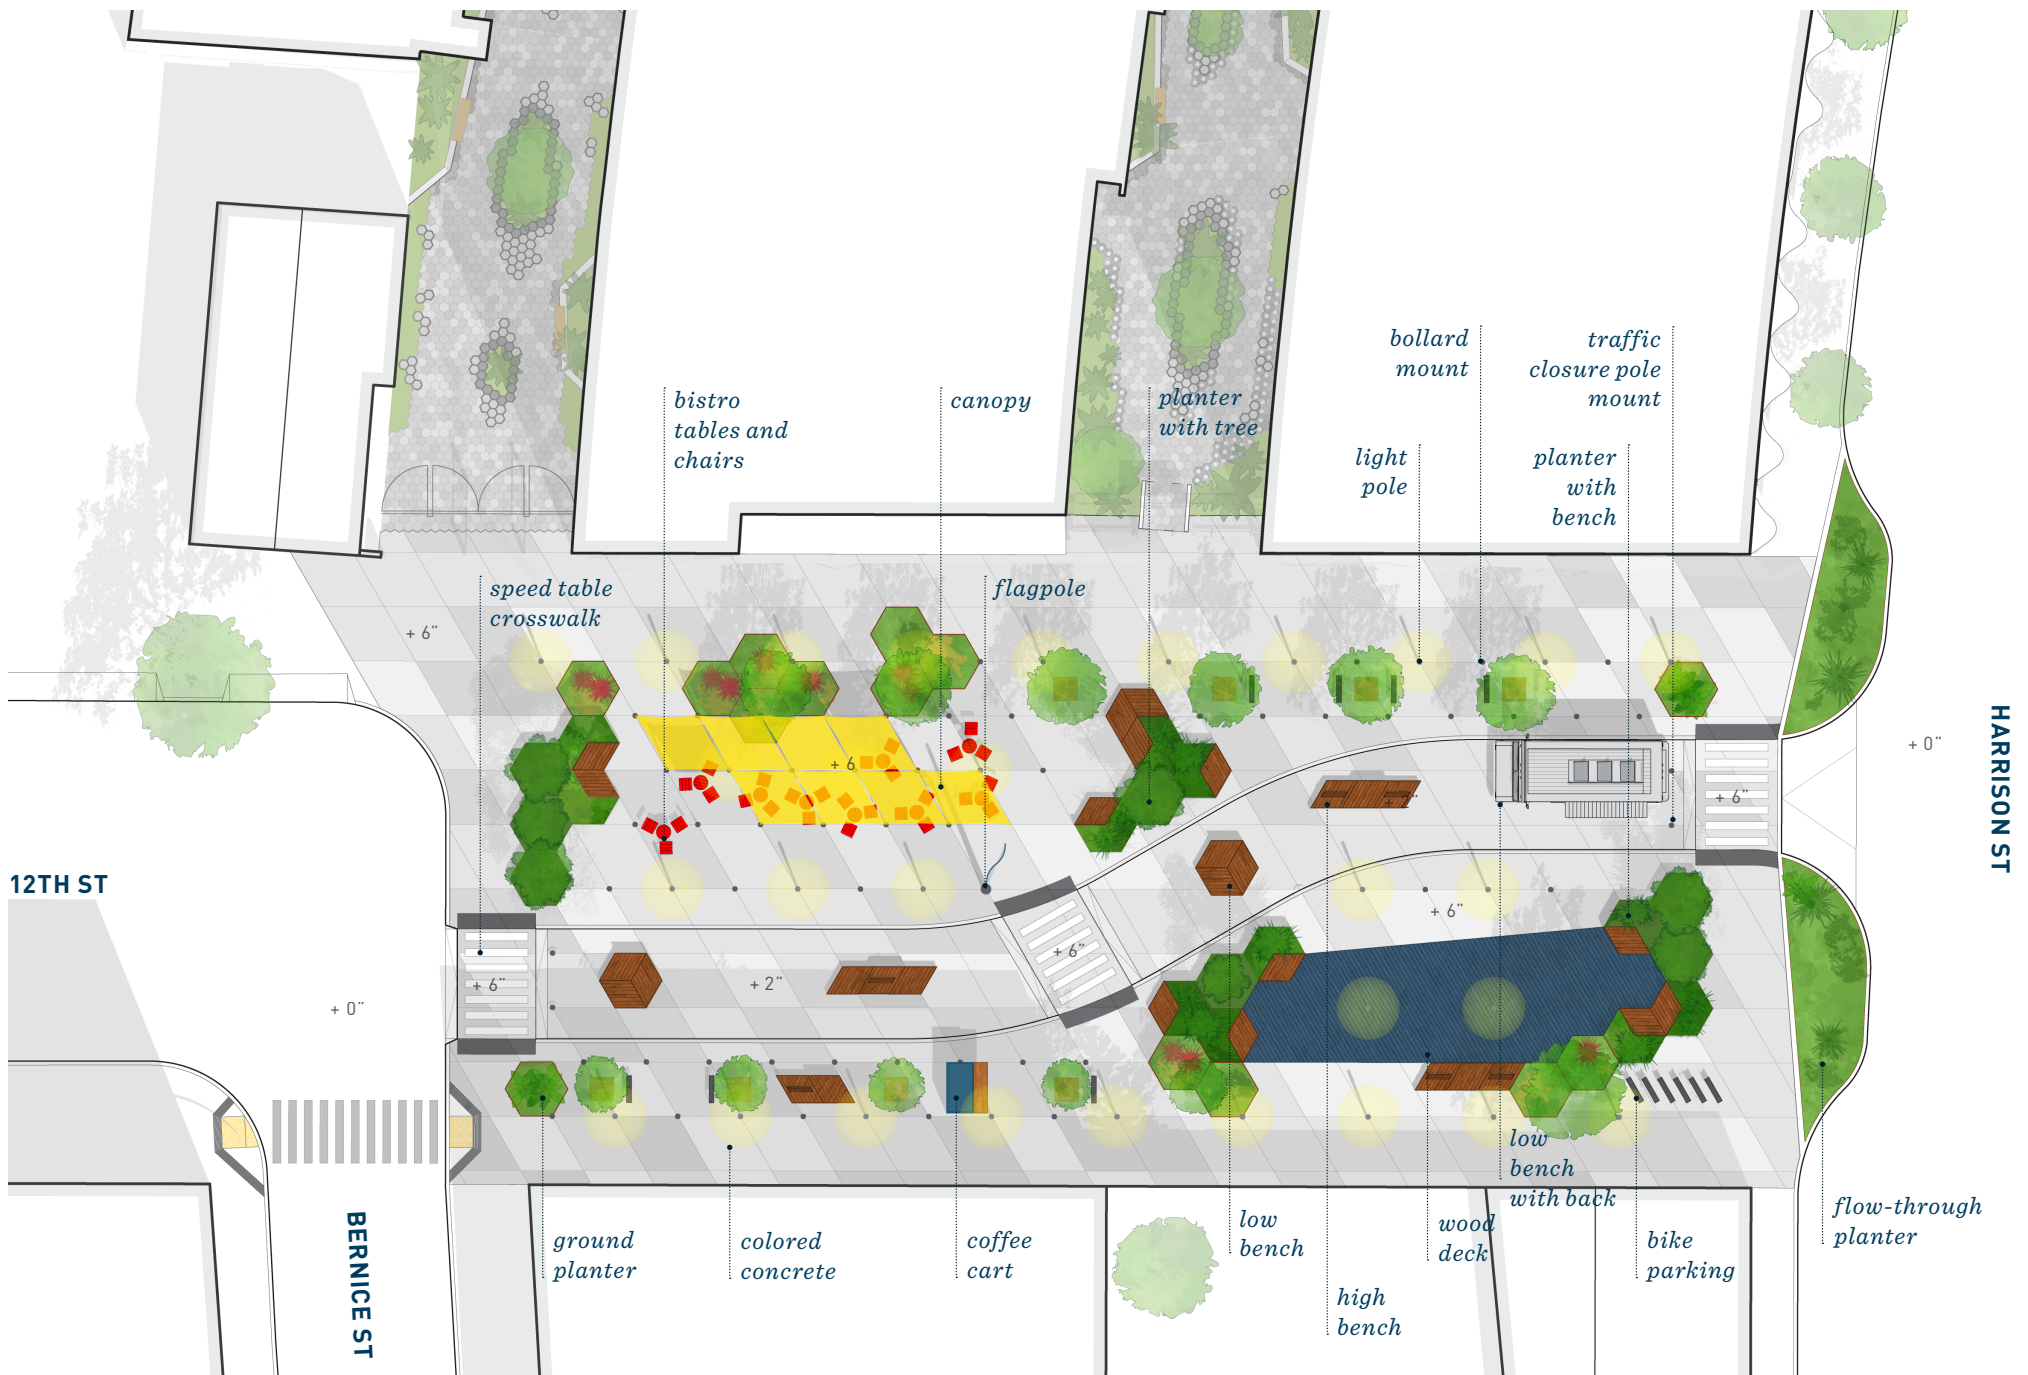 bollard
mount
traffic
closure pole
mount
bistro
tables and
chairs
canopy
planter
with tree
light
pole
planter
with
bench
speed table
crosswalk
flagpole
+ 6"
+ 6
+ 6"
+ 0"
HARRISON ST
12TH ST
+ 6"
+ 6"
+ 6"
+ 2"
+ 0"
low
bench
with back
BERNICE ST
ground
planter
colored
concrete
coffee
cart
low
bench
high
bench
wood
deck
bike
parking
flow-through
planter